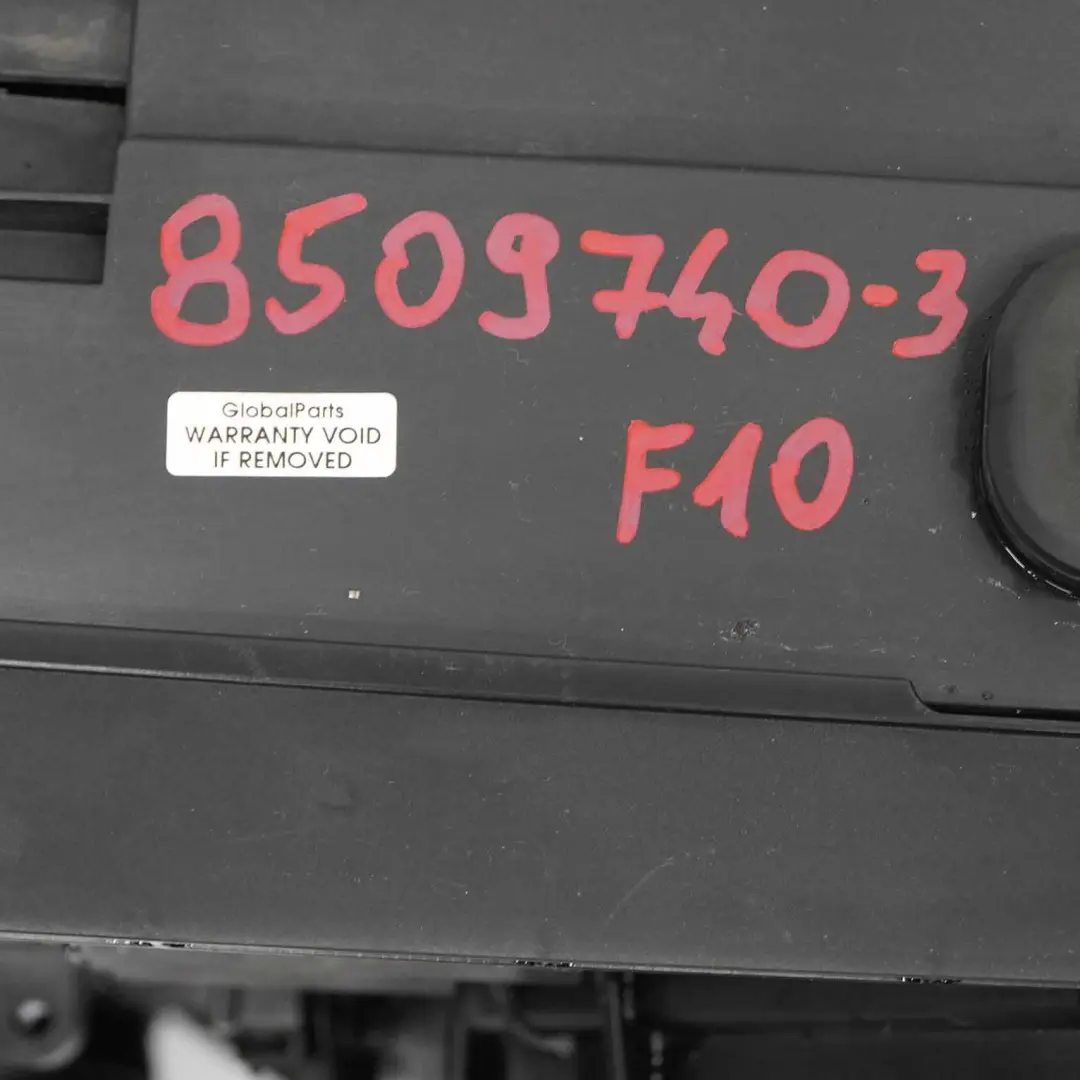 8509740-3
GlobalParts
WARRANTY VOID
IF REMOVED
F10